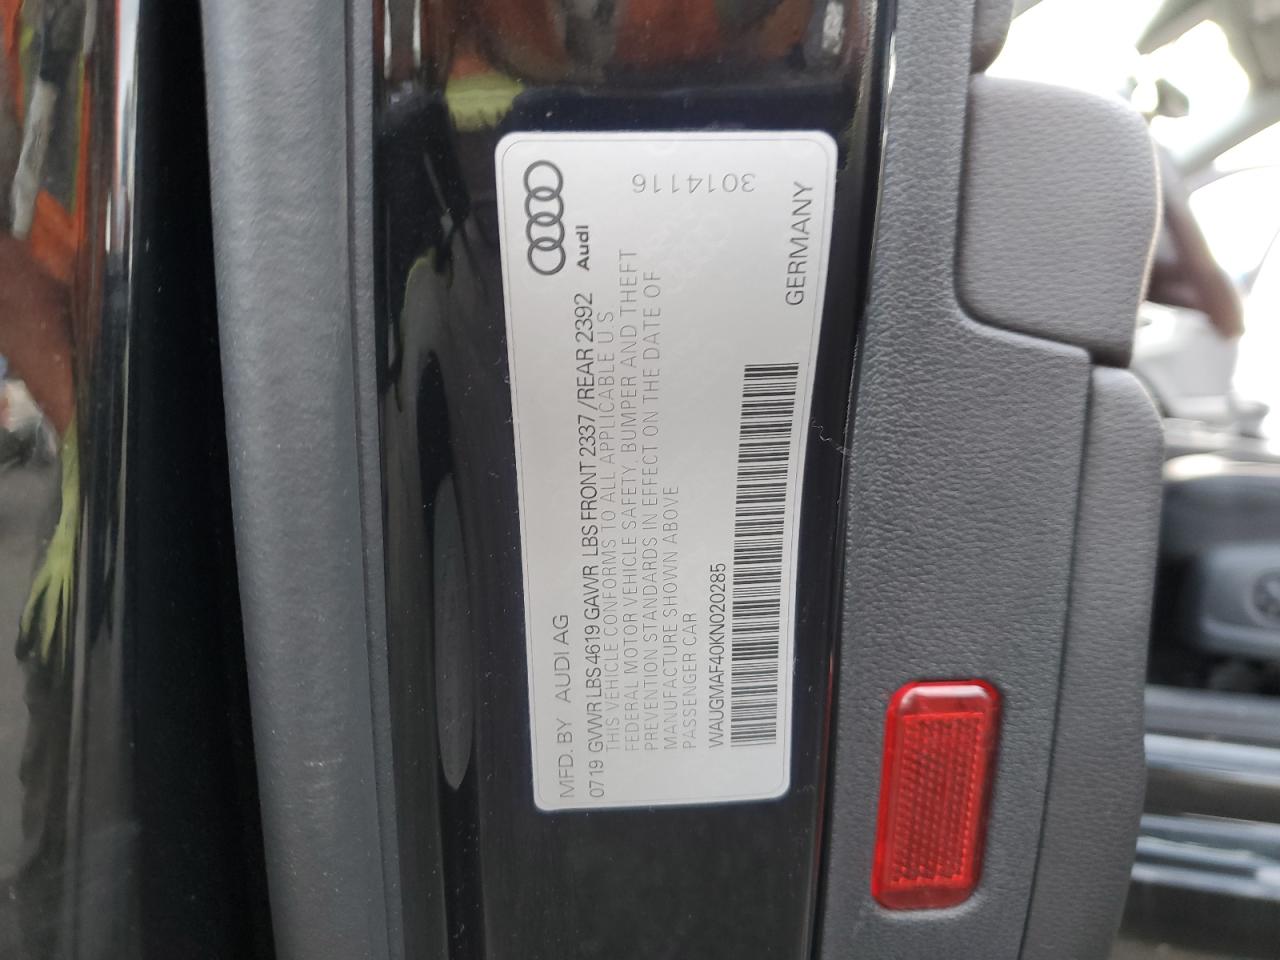 MFD. BY AUDI AG
Audi
0719 GVWR LBS 4619 GAWR LBS FRONT 2337/REAR 2392
THIS VEHICLE CONFORMS TO ALL APPLICABLE U.S.
FEDERAL MOTOR VEHICLE SAFETY, BUMPER AND THEFT
PREVENTION STANDARDS IN EFFECT ON THE DATE OF
MANUFACTURE SHOWN ABOVE
PASSENGER CAR
WAUGMAF40KN020285
3014116
GERMANY